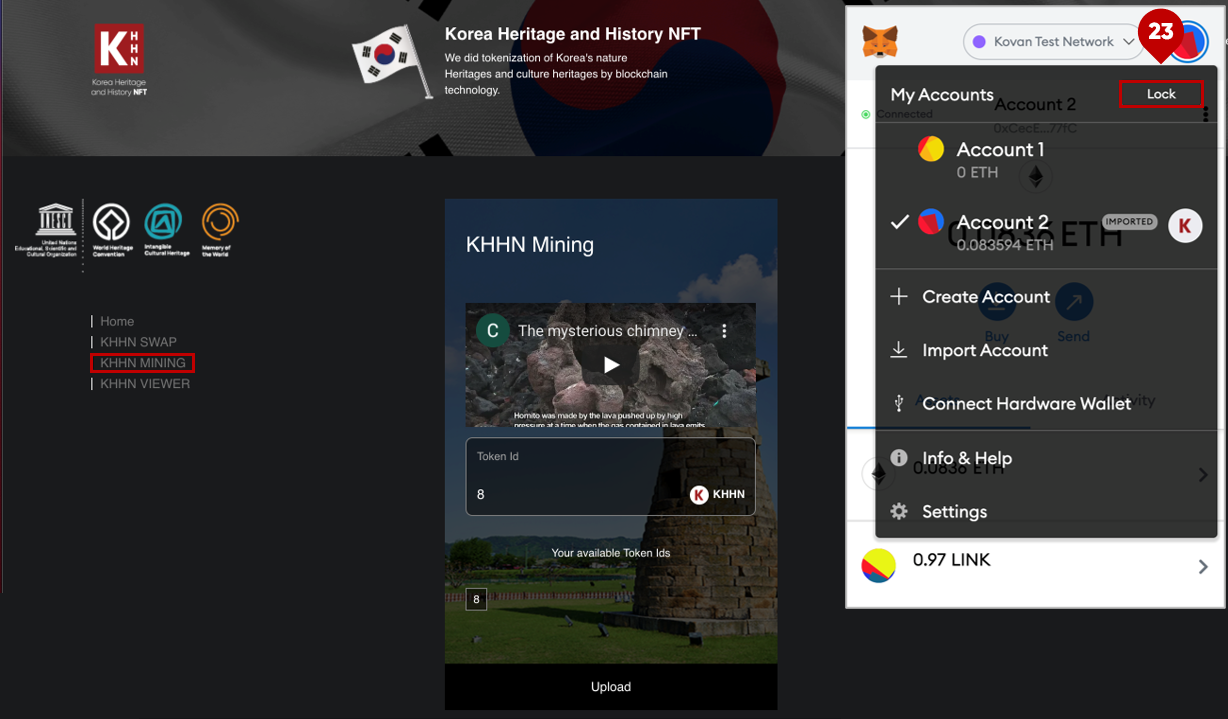 K H
H
N
Korea Heritage
and History NFT
Korea Heritage and History NFT
We did tokenization of Korea's nature
Heritages and culture heritages by blockchain
technology.
United Nations
Educational, Scientific and
Cultural Organization
World Heritage
Convention
Intangible
Cultural Heritage
Memory of
the World
Home
KHHN SWAP
KHHN MINING
KHHN VIEWER
KHHN Mining
C
The mysterious chimney ...
Hornito was made by the lava pushed up by high
pressure at a time when the gas contained in lava emits
Token Id
8
K KHHN
Your available Token Ids
8
Upload
Kovan Test Network
23
My Accounts
Lock
Account 2
Connected
0xCecE...77fC
Account 1
0 ETH
Account 2
IMPORTED
K
0.0836 ETH
0.083594 ETH
Create Account
Buy
Send
Import Account
Connect Hardware Wallet
Info & Help
0.0836 ETH
Settings
0.97 LINK